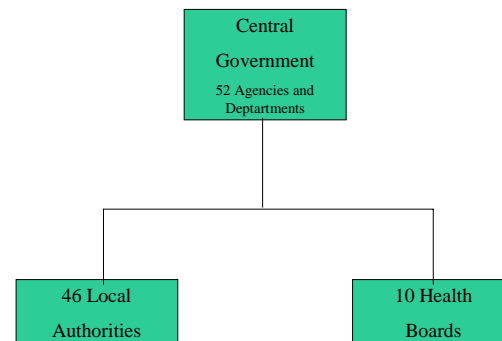 Central
Government
52 Agencies and
Deptartments
46 Local
Authorities
10 Health
Boards